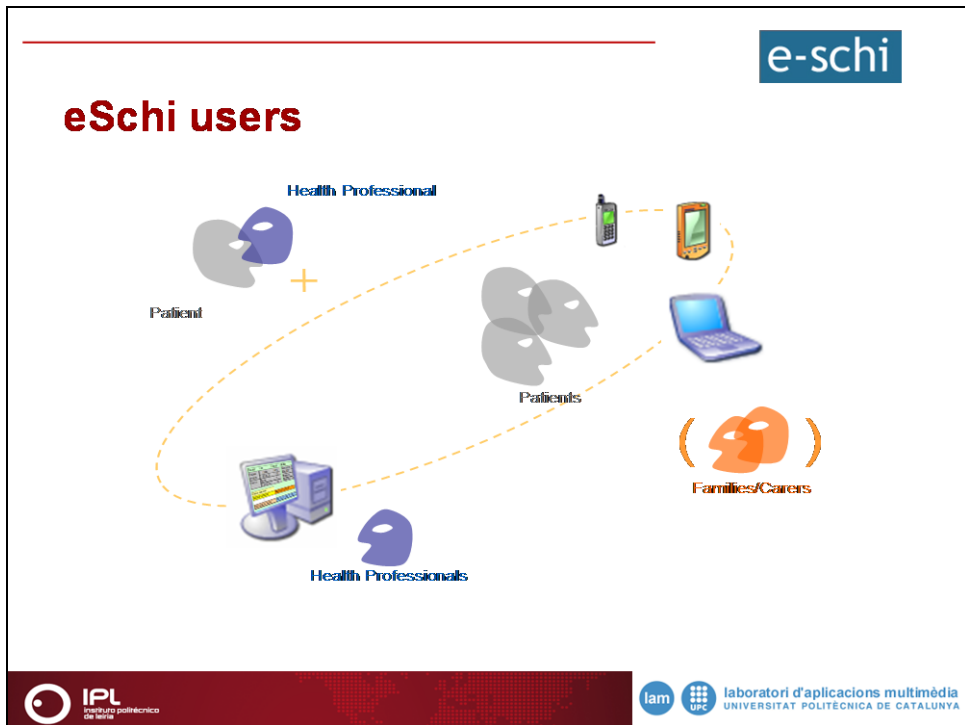 e-schi
eSchi users
Health Professional
Patient
Patients
Families/Carers
Health Professionals
IPL
instituto politécnico
de leiria
lam
UPC
laboratori d'aplicacions multimèdia
UNIVERSITAT POLITÈCNICA DE CATALUNYA